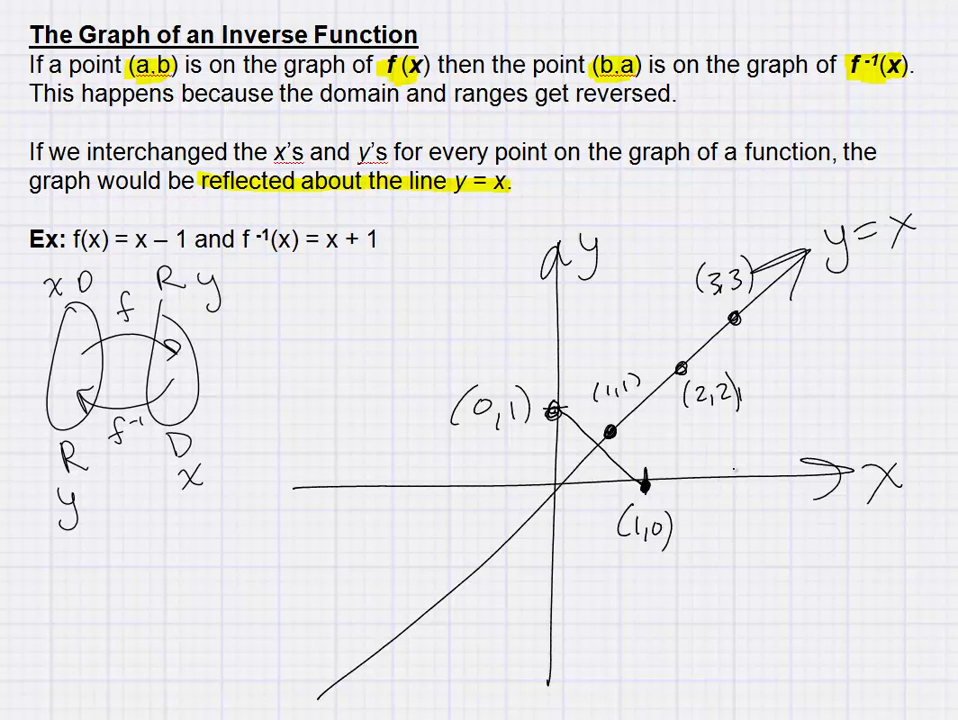 The Graph of an Inverse Function
If a point (a,b) is on the graph of f (x) then the point (b,a) is on the graph of f -1(x).
This happens because the domain and ranges get reversed.
If we interchanged the x's and y's for every point on the graph of a function, the
graph would be reflected about the line y = x.
Ex: f(x) = x – 1 and f -1(x) = x + 1
x D R y
f
f-1
R D
y x
y
y = x
(3,3)
(0,1) (1,1) (2,2)
x
(1,0)